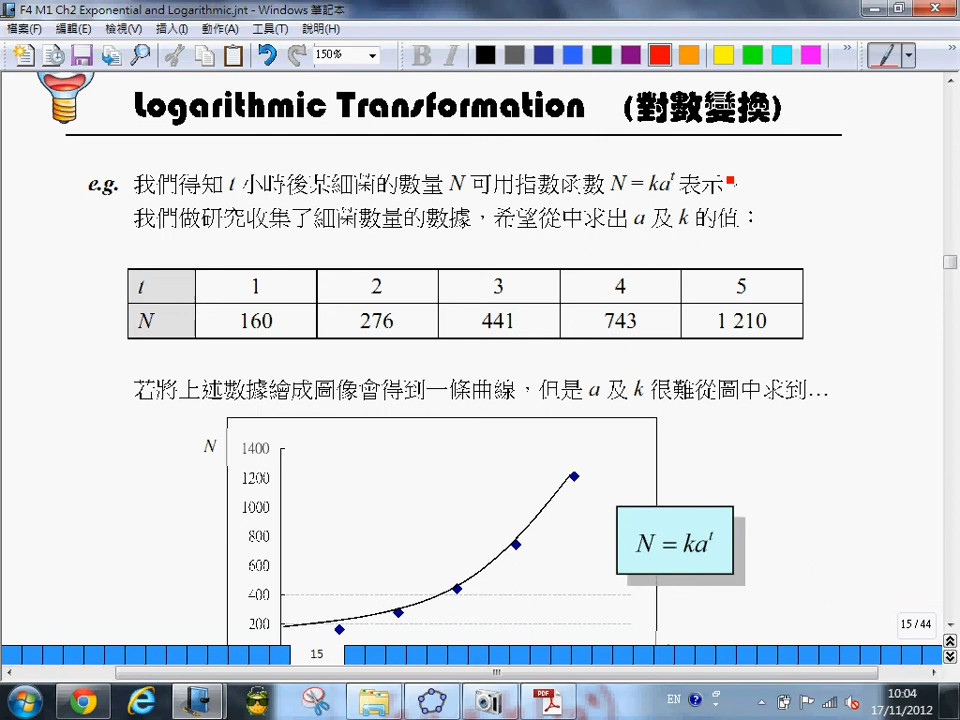 F4 M1 Ch2 Exponential and Logarithmic.jnt - Windows 筆記本
檔案(F) 編輯(E) 檢視(V) 插入(I) 動作(A) 工具(T) 說明(H)
150% B I
Logarithmic Transformation (對數變換)
e.g. 我們得知 t 小時後某細菌的數量 N 可用指數函數 N = ka^t 表示,
我們做研究收集了細菌數量的數據,希望從中求出 a 及 k 的值:
t 1 2 3 4 5
N 160 276 441 743 1 210
若將上述數據繪成圖像會得到一條曲線,但是 a 及 k 很難從圖中求到…
N
1400
1200
1000
800
600
400
200
N = ka^t
15 / 44
15
EN
10:04
17/11/2012
PDF